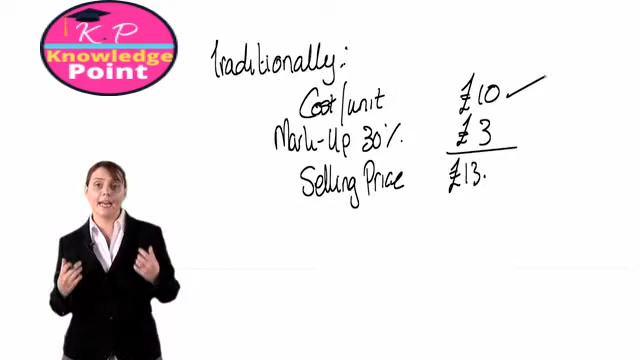 K.P
Knowledge
Point
Traditionally:
Cost/unit £10
Mark-Up 30% £3
Selling Price £13.